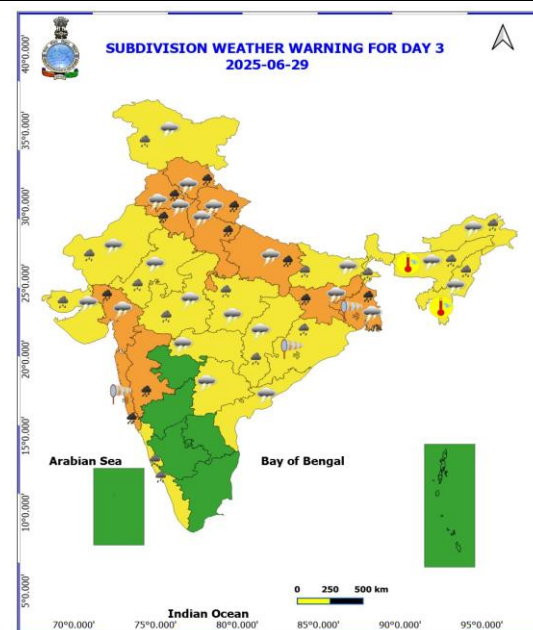 SUBDIVISION WEATHER WARNING FOR DAY 3
2025-06-29
40°0.000'
35°0.000'
30°0.000'
25°0.000'
20°0.000'
15°0.000'
10°0.000'
5°0.000'
Arabian Sea
Bay of Bengal
0 250 500 km
Indian Ocean
70°0.000' 75°0.000' 80°0.000' 85°0.000' 90°0.000' 95°0.000'